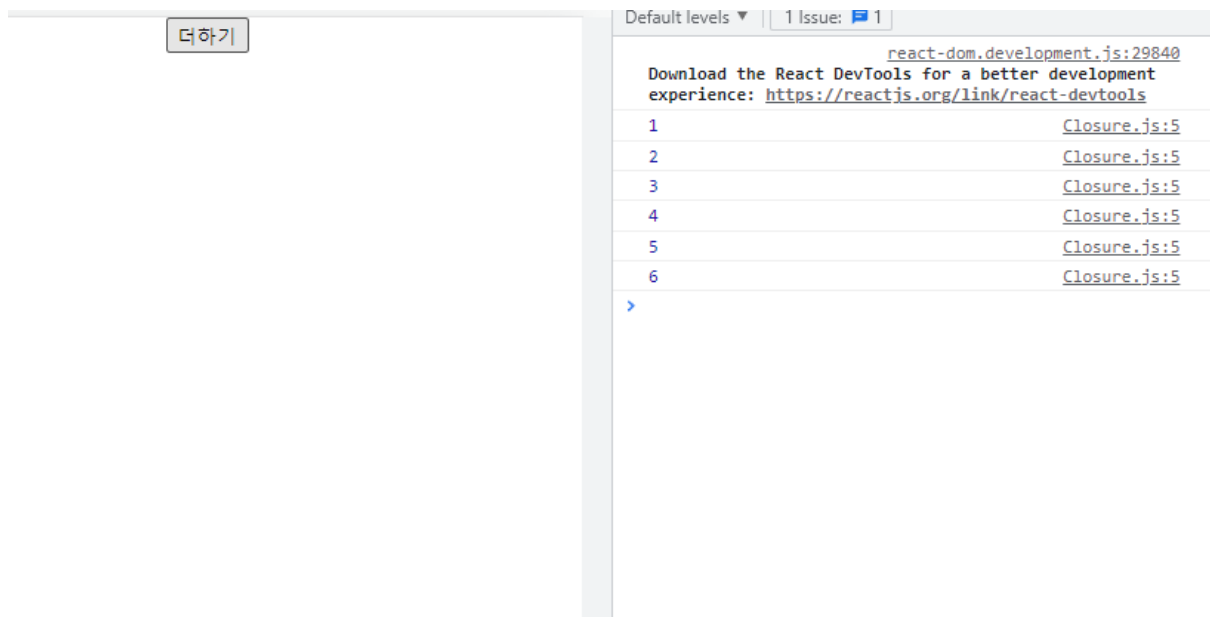 더하기
Default levels ▼ 1 Issue: 1
react-dom.development.js:29840
Download the React DevTools for a better development
experience: https://reactjs.org/link/react-devtools
1 Closure.js:5
2 Closure.js:5
3 Closure.js:5
4 Closure.js:5
5 Closure.js:5
6 Closure.js:5